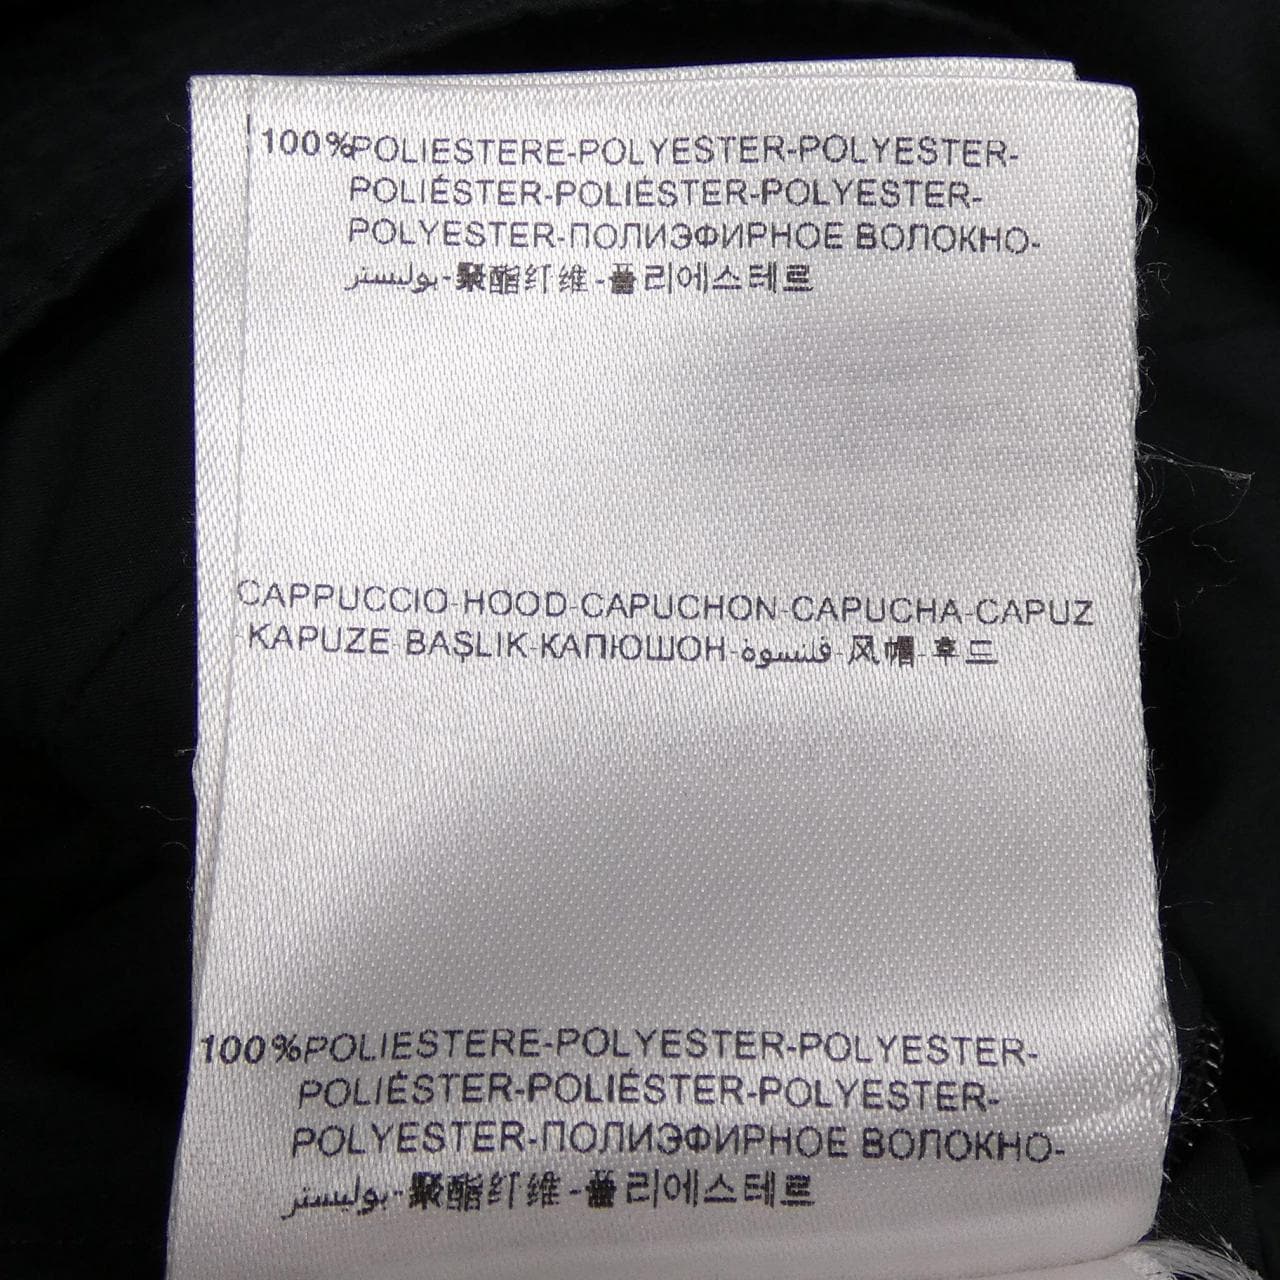 100%POLIESTERE-POLYESTER-POLYESTER-
POLIÉSTER-POLIÉSTER-POLYESTER-
POLYESTER-ПОЛИЭФИРНОЕ ВОЛОКНО-
بوليستر-聚酯纤维-폴리에스테르
CAPPUCCIO-HOOD-CAPUCHON-CAPUCHA-CAPUZ
KAPUZE-BAŞLIK-КАПЮШОН-قلنسوة-风帽-후드
100%POLIESTERE-POLYESTER-POLYESTER-
POLIÉSTER-POLIÉSTER-POLYESTER-
POLYESTER-ПОЛИЭФИРНОЕ ВОЛОКНО-
بوليستر-聚酯纤维-폴리에스테르